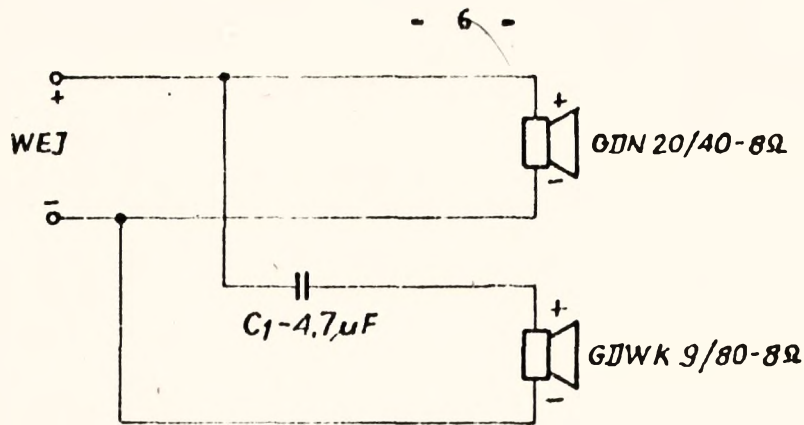 - 6 -
+
WEJ
-
+
GDN 20/40-8Ω
-
C1-4,7µF
+
GDWK 9/80-8Ω
-